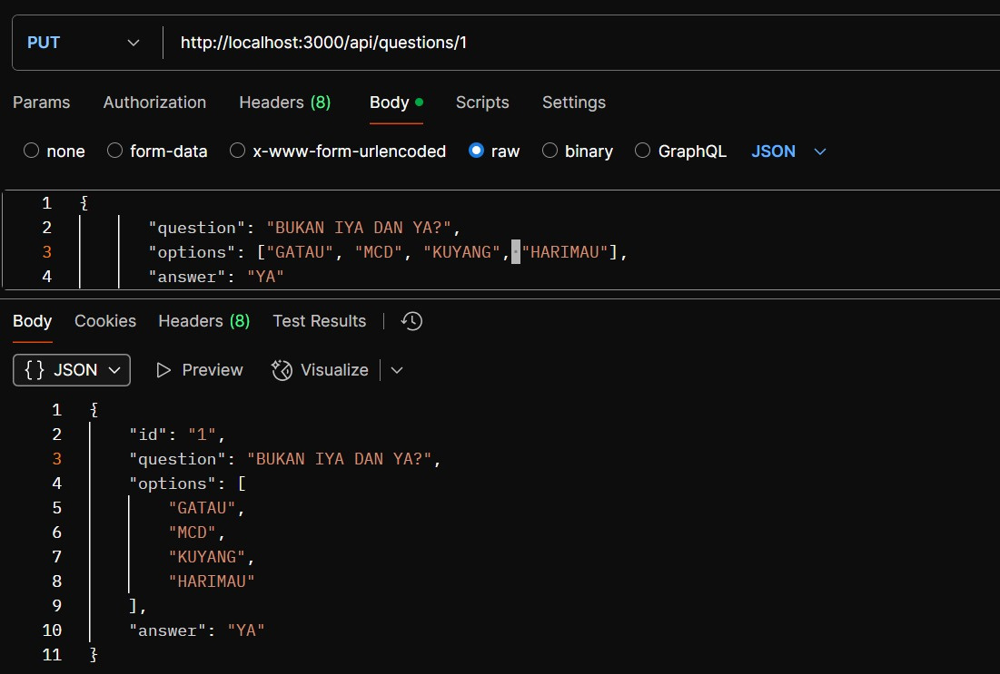 PUT http://localhost:3000/api/questions/1
Params Authorization Headers (8) Body Scripts Settings
none form-data x-www-form-urlencoded raw binary GraphQL JSON
1 {
2 "question": "BUKAN IYA DAN YA?",
3 "options": ["GATAU", "MCD", "KUYANG", "HARIMAU"],
4 "answer": "YA"
Body Cookies Headers (8) Test Results
{} JSON Preview Visualize
1 {
2 "id": "1",
3 "question": "BUKAN IYA DAN YA?",
4 "options": [
5 "GATAU",
6 "MCD",
7 "KUYANG",
8 "HARIMAU"
9 ],
10 "answer": "YA"
11 }